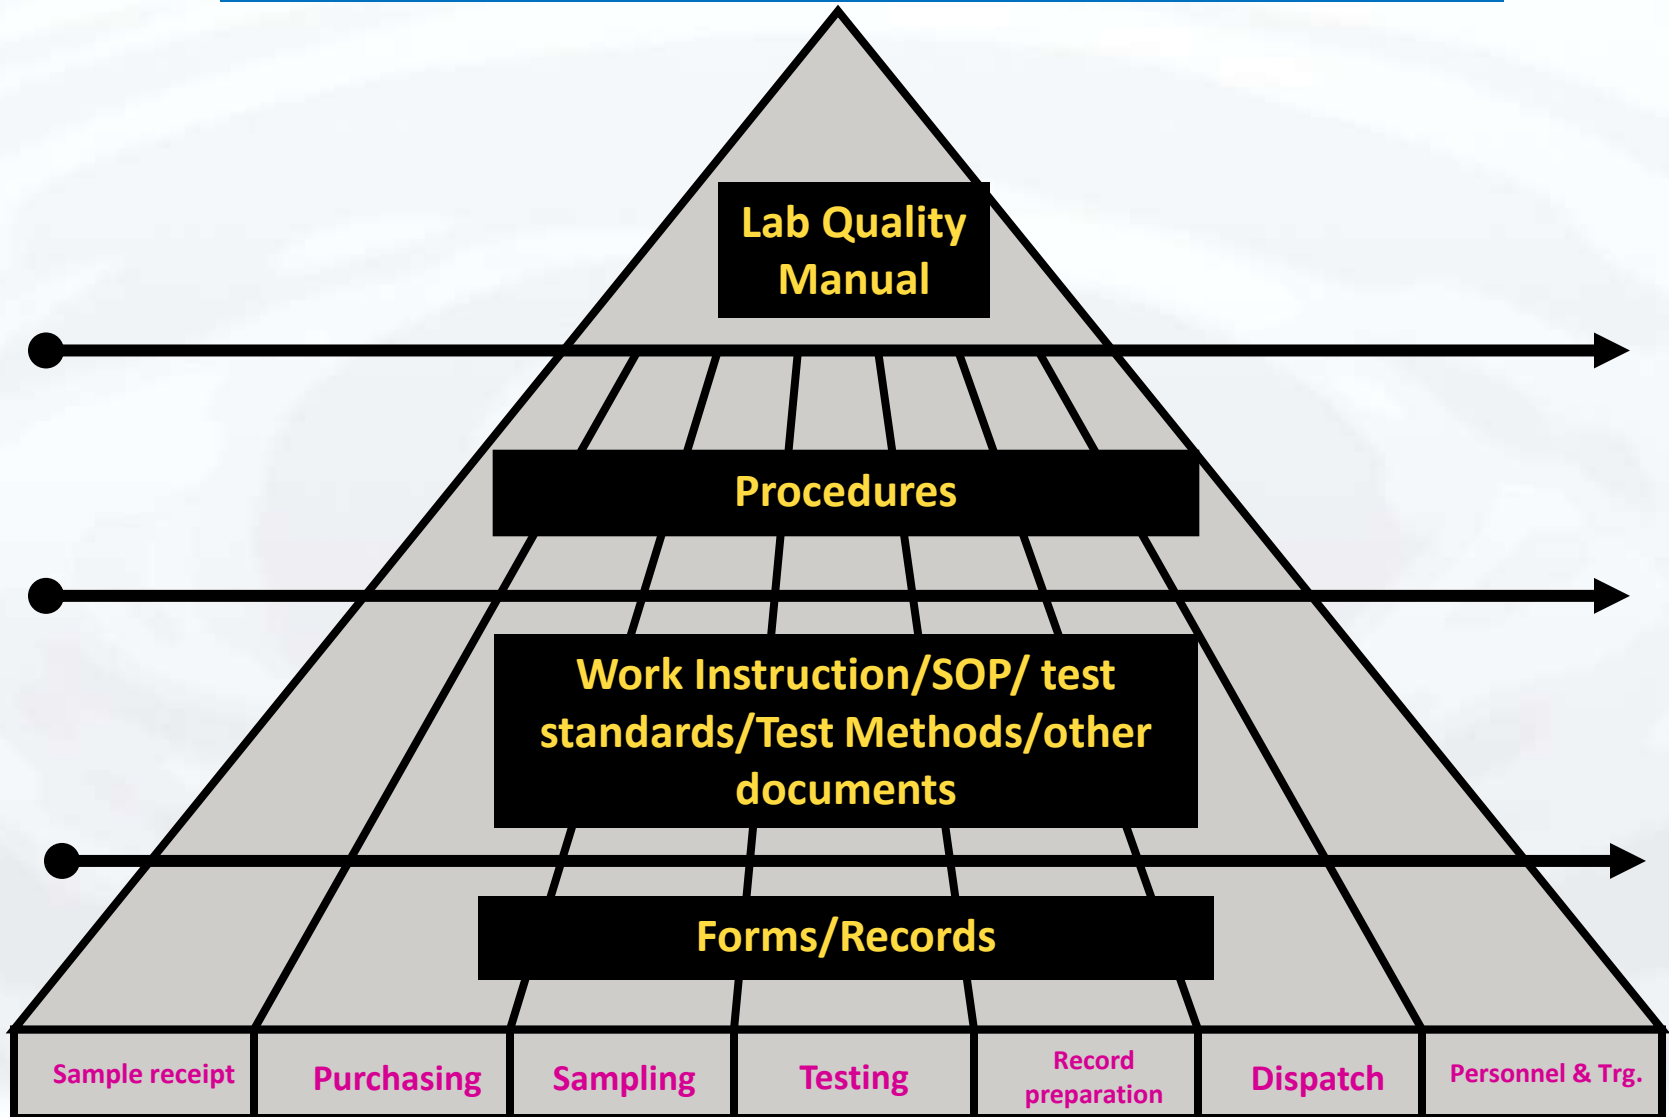 Lab Quality
Manual
Procedures
Work Instruction/SOP/ test
standards/Test Methods/other
documents
Forms/Records
Sample receipt
Purchasing
Sampling
Testing
Record
preparation
Dispatch
Personnel & Trg.